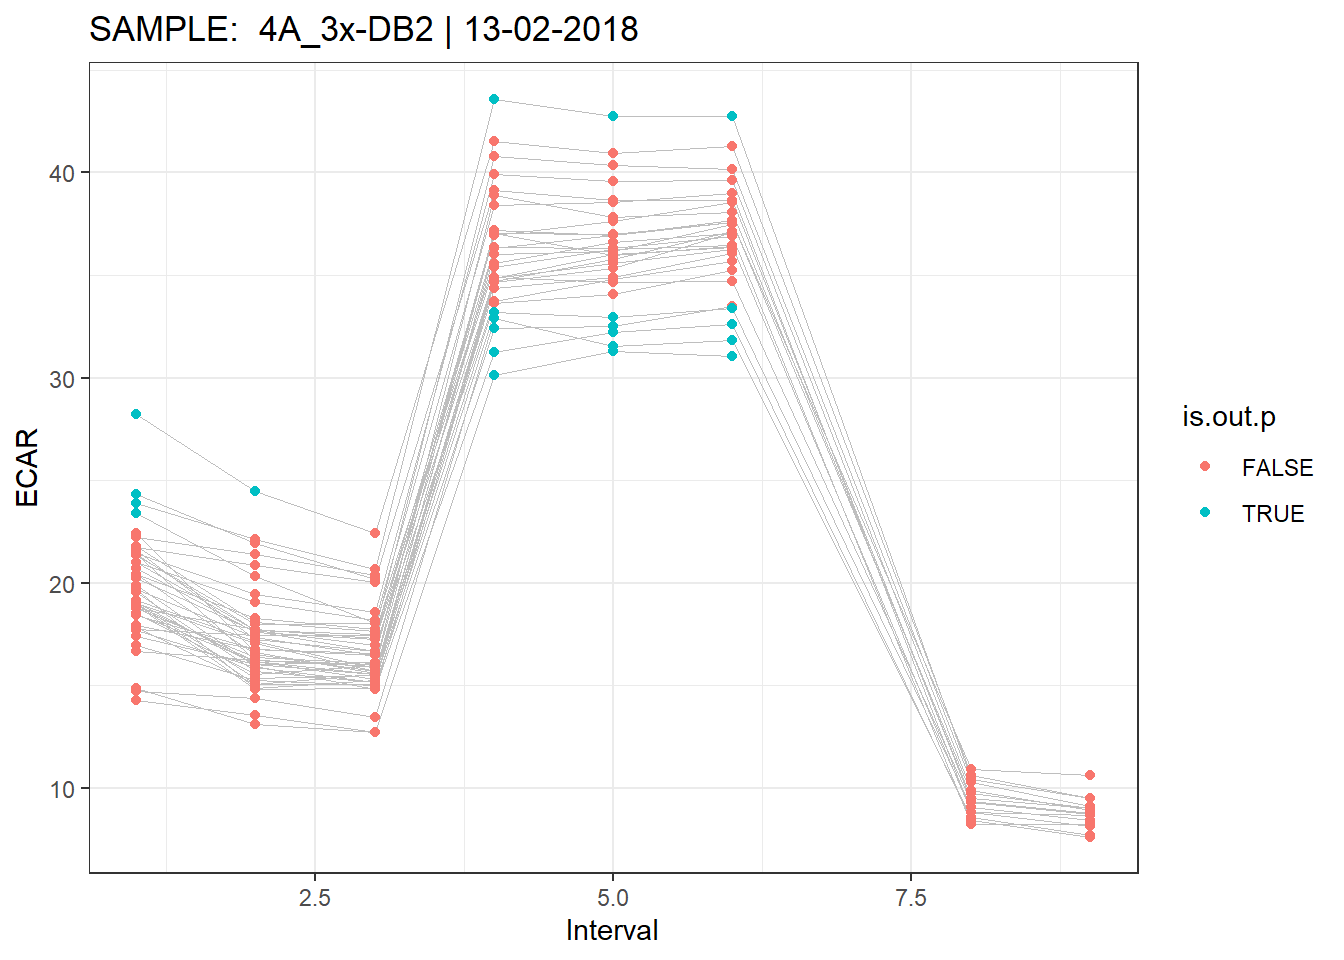 SAMPLE:  4A_3x-DB2 | 13-02-2018
40
30
20
10
ECAR
2.5
5.0
7.5
Interval
is.out.p
FALSE
TRUE